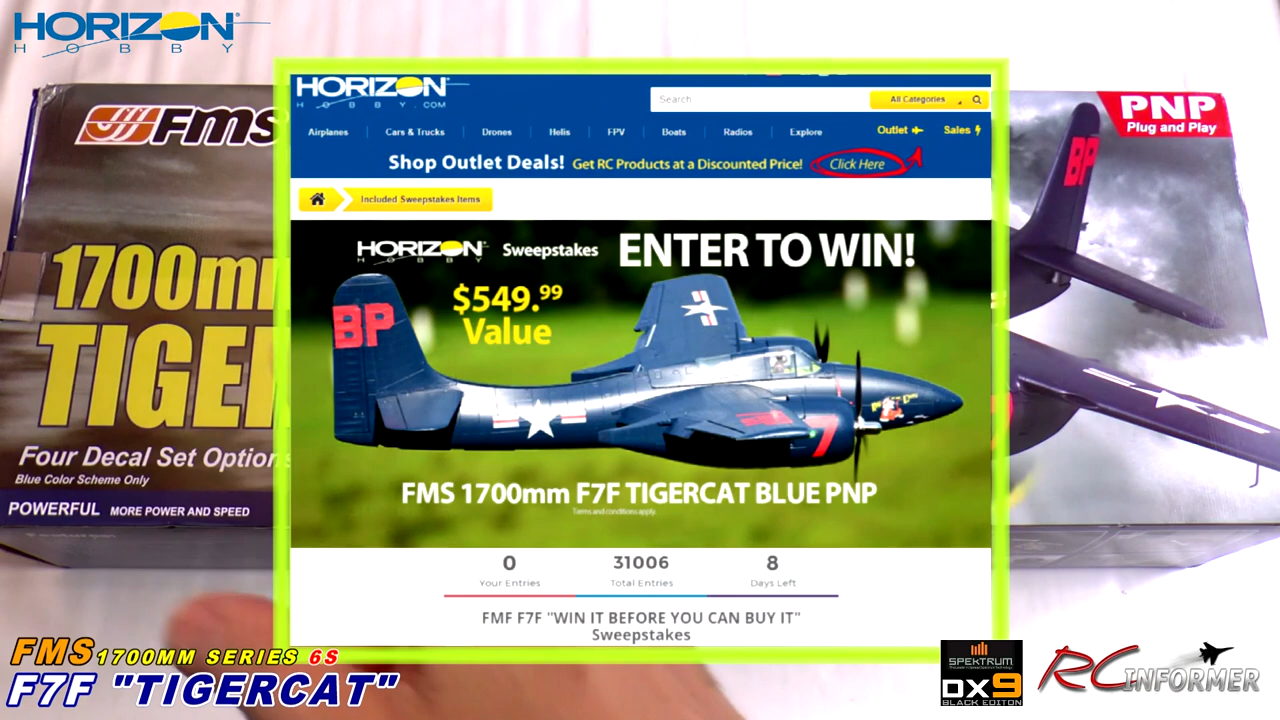 HORIZON
HOBBY
Fms
1700m
TIGE
Four Decal Set Option
Blue Color Scheme Only
POWERFUL MORE POWER AND SPEED
HORIZON
HOBBY.COM
Search
All Categories
Airplanes
Cars & Trucks
Drones
Helis
FPV
Boats
Radios
Explore
Outlet
Sales
Shop Outlet Deals! Get RC Products at a Discounted Price! Click Here
Included Sweepstakes Items
HORIZON
HOBBY
Sweepstakes
ENTER TO WIN!
$549.99
Value
BP
7
FMS 1700mm F7F TIGERCAT BLUE PNP
Terms and conditions apply
0
Your Entries
31006
Total Entries
8
Days Left
FMF F7F "WIN IT BEFORE YOU CAN BUY IT"
Sweepstakes
PNP
Plug and Play
BP
FMS 1700MM SERIES 6S
F7F "TIGERCAT"
SPEKTRUM
DX9
BLACK EDITON
RC INFORMER